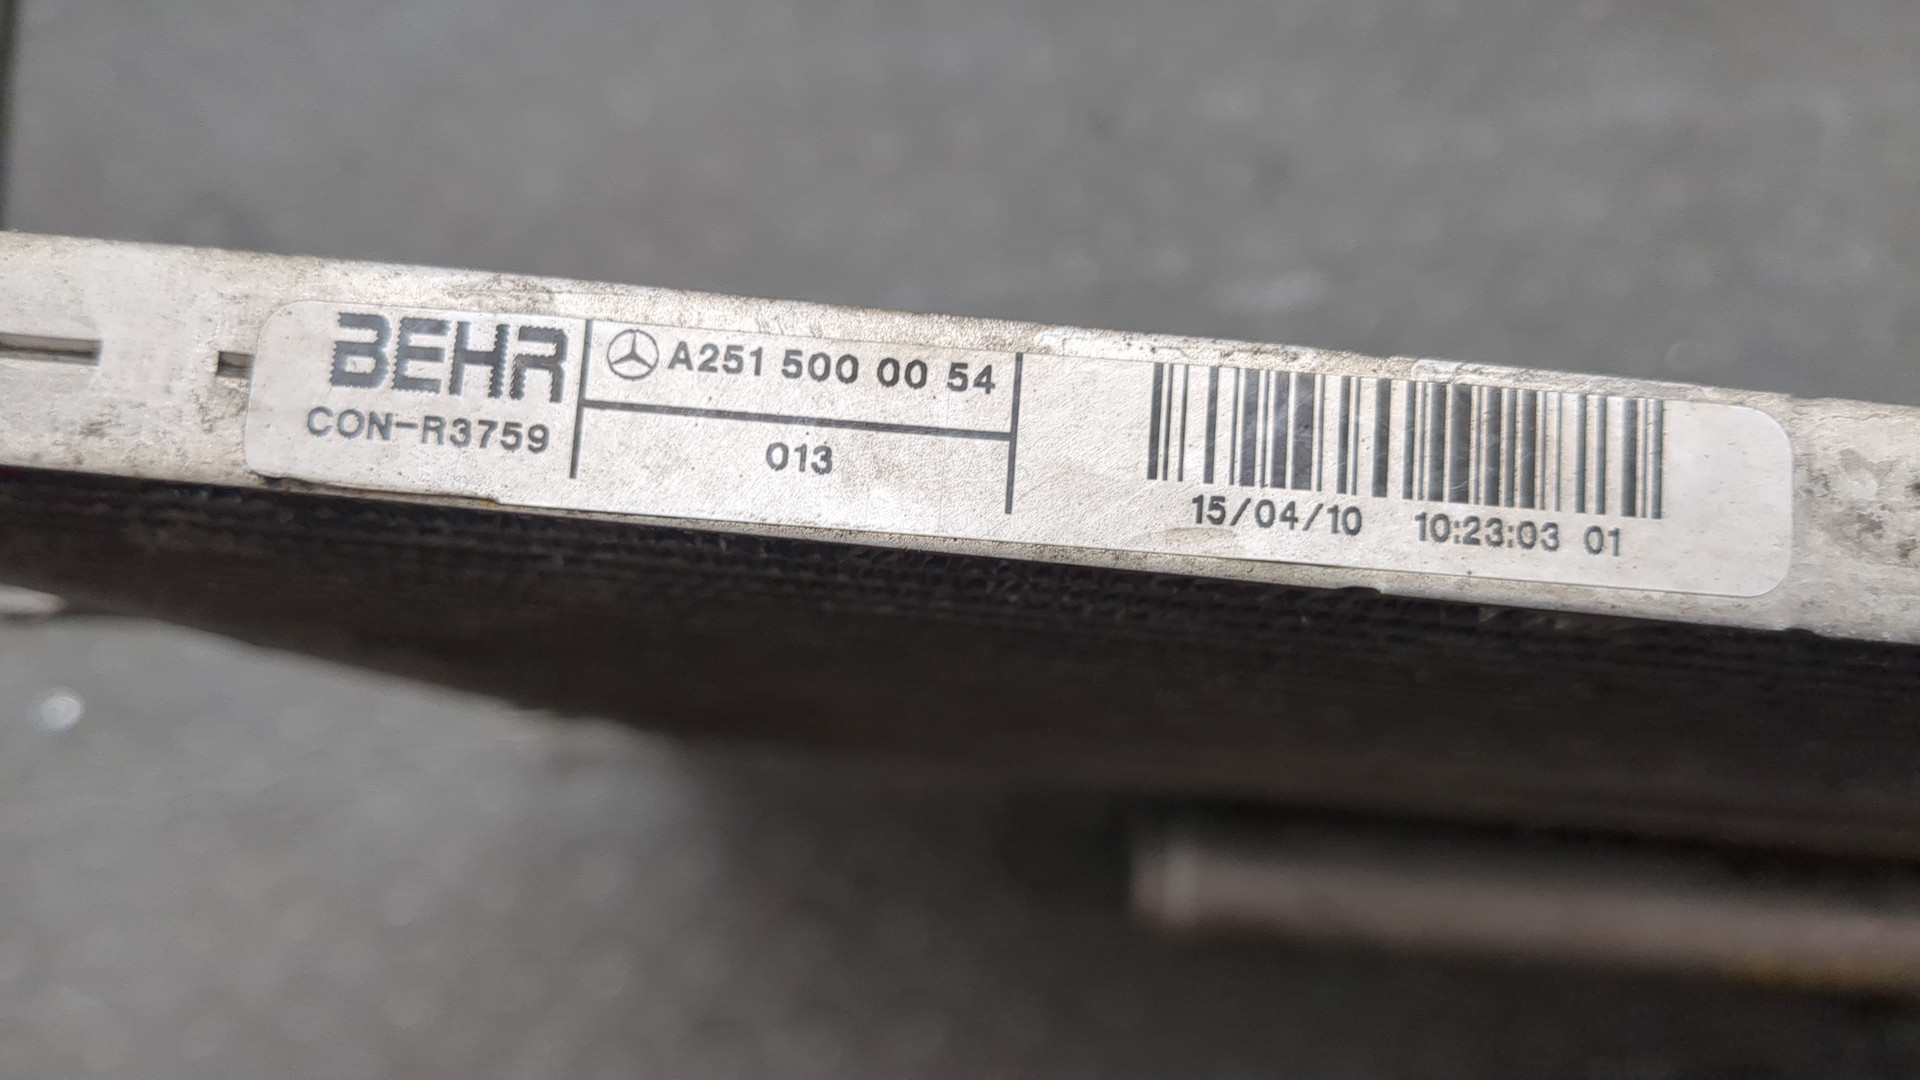 BEHR
CON-R3759
A251 500 00 54
013
15/04/10 10:23:03 01